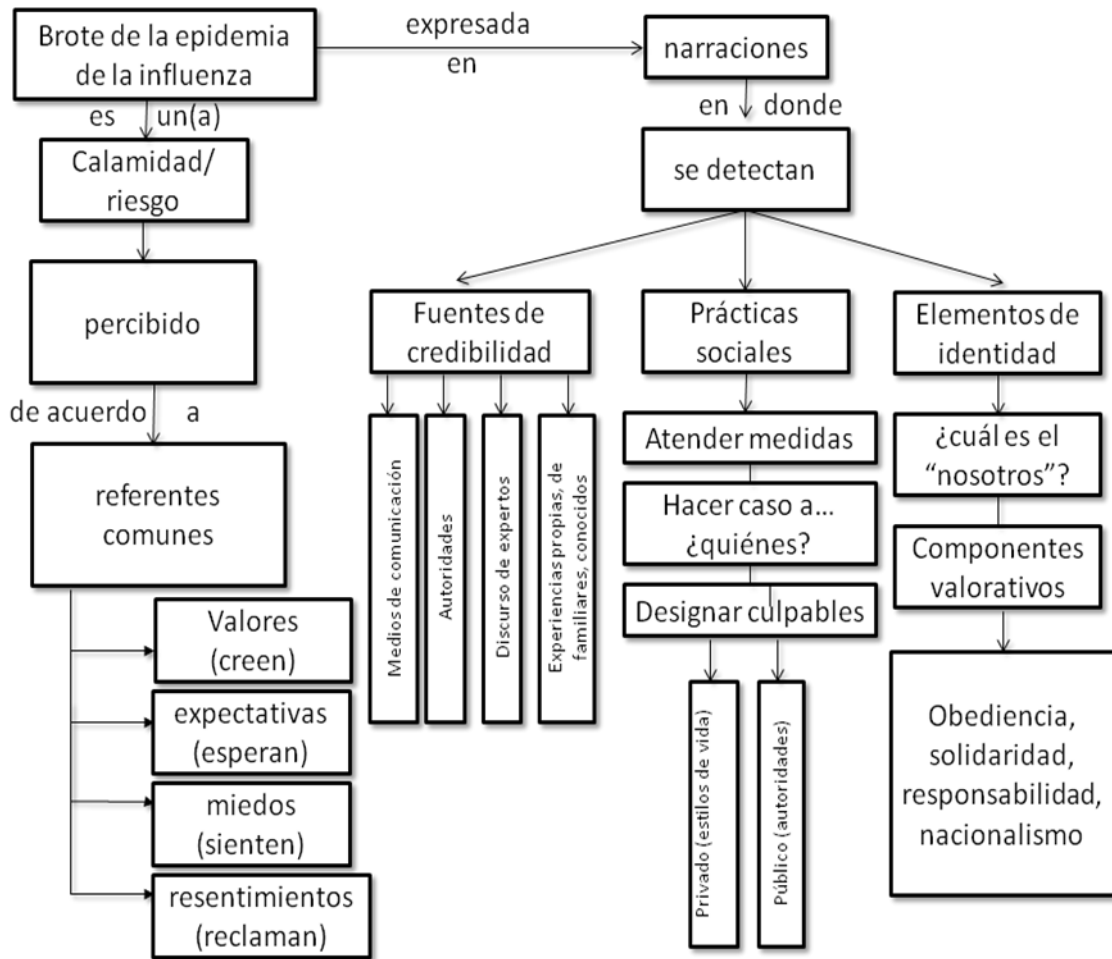 Brote de la epidemia
de la influenza
expresada
en
narraciones
es un(a)
en donde
Calamidad/
riesgo
se detectan
percibido
de acuerdo a
referentes
comunes
Valores
(creen)
expectativas
(esperan)
miedos
(sienten)
resentimientos
(reclaman)
Fuentes de
credibilidad
Medios de comunicación
Autoridades
Discurso de expertos
Experiencias propias, de
familiares, conocidos
Prácticas
sociales
Atender medidas
Hacer caso a...
¿quiénes?
Designar culpables
Privado (estilos de vida)
Público (autoridades)
Elementos de
identidad
¿cuál es el
“nosotros”?
Componentes
valorativos
Obediencia,
solidaridad,
responsabilidad,
nacionalismo